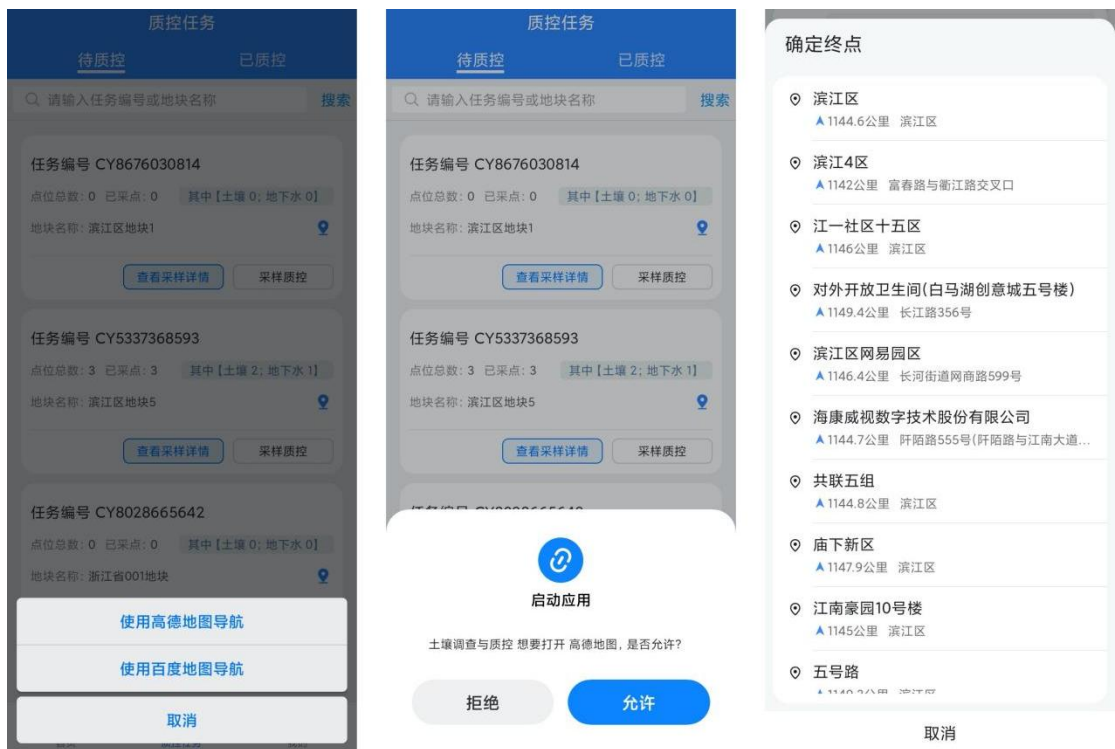 质控任务
待质控 已质控
请输入任务编号或地块名称 搜索
任务编号 CY8676030814
点位总数: 0 已采点: 0 其中【土壤 0; 地下水 0】
地块名称: 滨江区地块1
查看采样详情 采样质控
任务编号 CY5337368593
点位总数: 3 已采点: 3 其中【土壤 2; 地下水 1】
地块名称: 滨江区地块5
查看采样详情 采样质控
任务编号 CY8028665642
点位总数: 0 已采点: 0 其中【土壤 0; 地下水 0】
地块名称: 浙江省001地块
使用高德地图导航
使用百度地图导航
取消
质控任务
待质控 已质控
请输入任务编号或地块名称 搜索
任务编号 CY8676030814
点位总数: 0 已采点: 0 其中【土壤 0; 地下水 0】
地块名称: 滨江区地块1
查看采样详情 采样质控
任务编号 CY5337368593
点位总数: 3 已采点: 3 其中【土壤 2; 地下水 1】
地块名称: 滨江区地块5
查看采样详情 采样质控
启动应用
土壤调查与质控 想要打开 高德地图, 是否允许?
拒绝 允许
确定终点
滨江区
1144.6公里 滨江区
滨江4区
1142公里 富春路与衢江路交叉口
江一社区十五区
1146公里 滨江区
对外开放卫生间(白马湖创意城五号楼)
1149.4公里 长江路356号
滨江区网易园区
1146.4公里 长河街道网商路599号
海康威视数字技术股份有限公司
1144.7公里 阡陌路555号(阡陌路与江南大道...
共联五组
1144.8公里 滨江区
庙下新区
1147.9公里 滨江区
江南豪园10号楼
1145公里 滨江区
五号路
取消